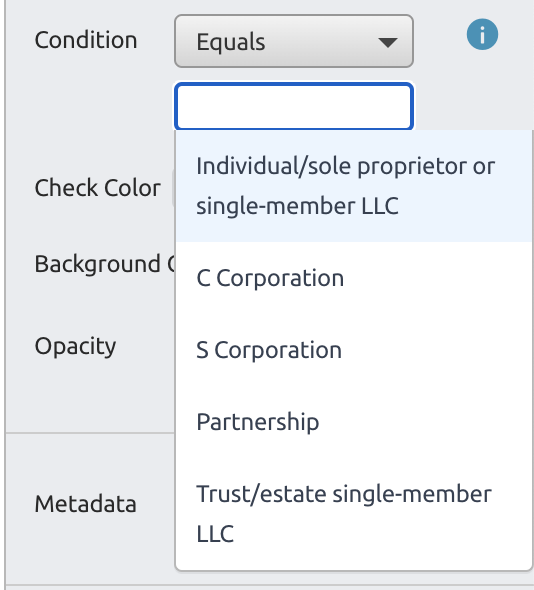 Condition
Equals
i
Individual/sole proprietor or
single-member LLC
Check Color
C Corporation
Background
S Corporation
Opacity
Partnership
Trust/estate single-member
LLC
Metadata